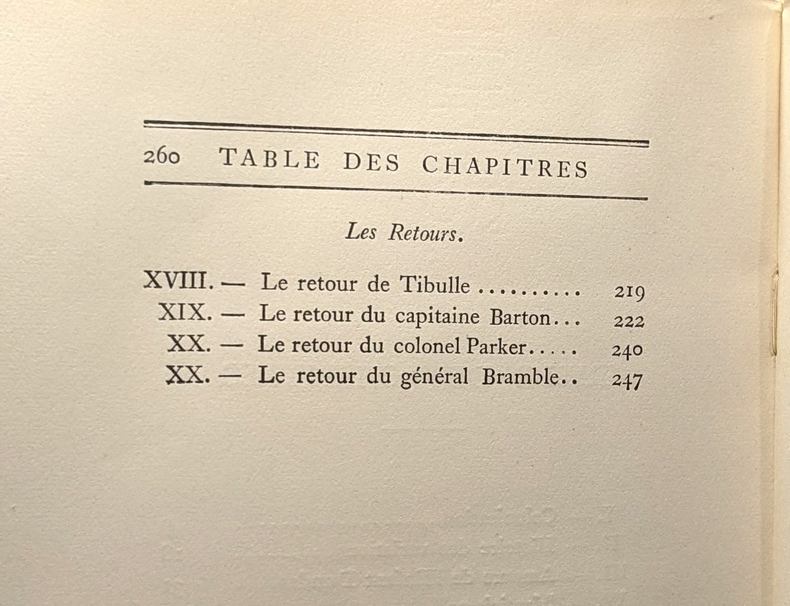 260 TABLE DES CHAPITRES
Les Retours.
XVIII. — Le retour de Tibulle .......... 219
XIX. — Le retour du capitaine Barton... 222
XX. — Le retour du colonel Parker..... 240
XX. — Le retour du général Bramble.. 247